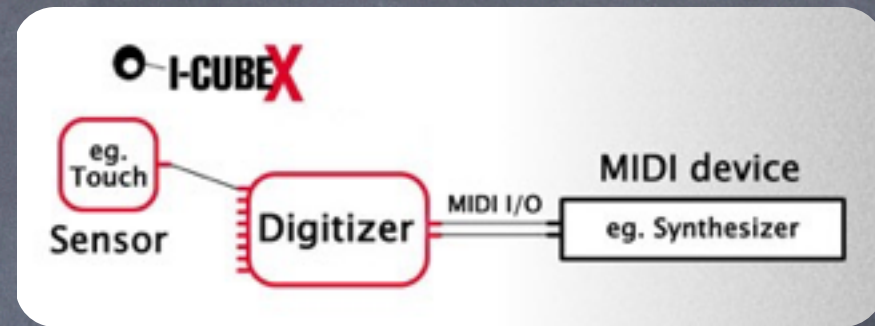 I-CUBEX
eg.
Touch
Sensor
Digitizer
MIDI I/O
MIDI device
eg. Synthesizer